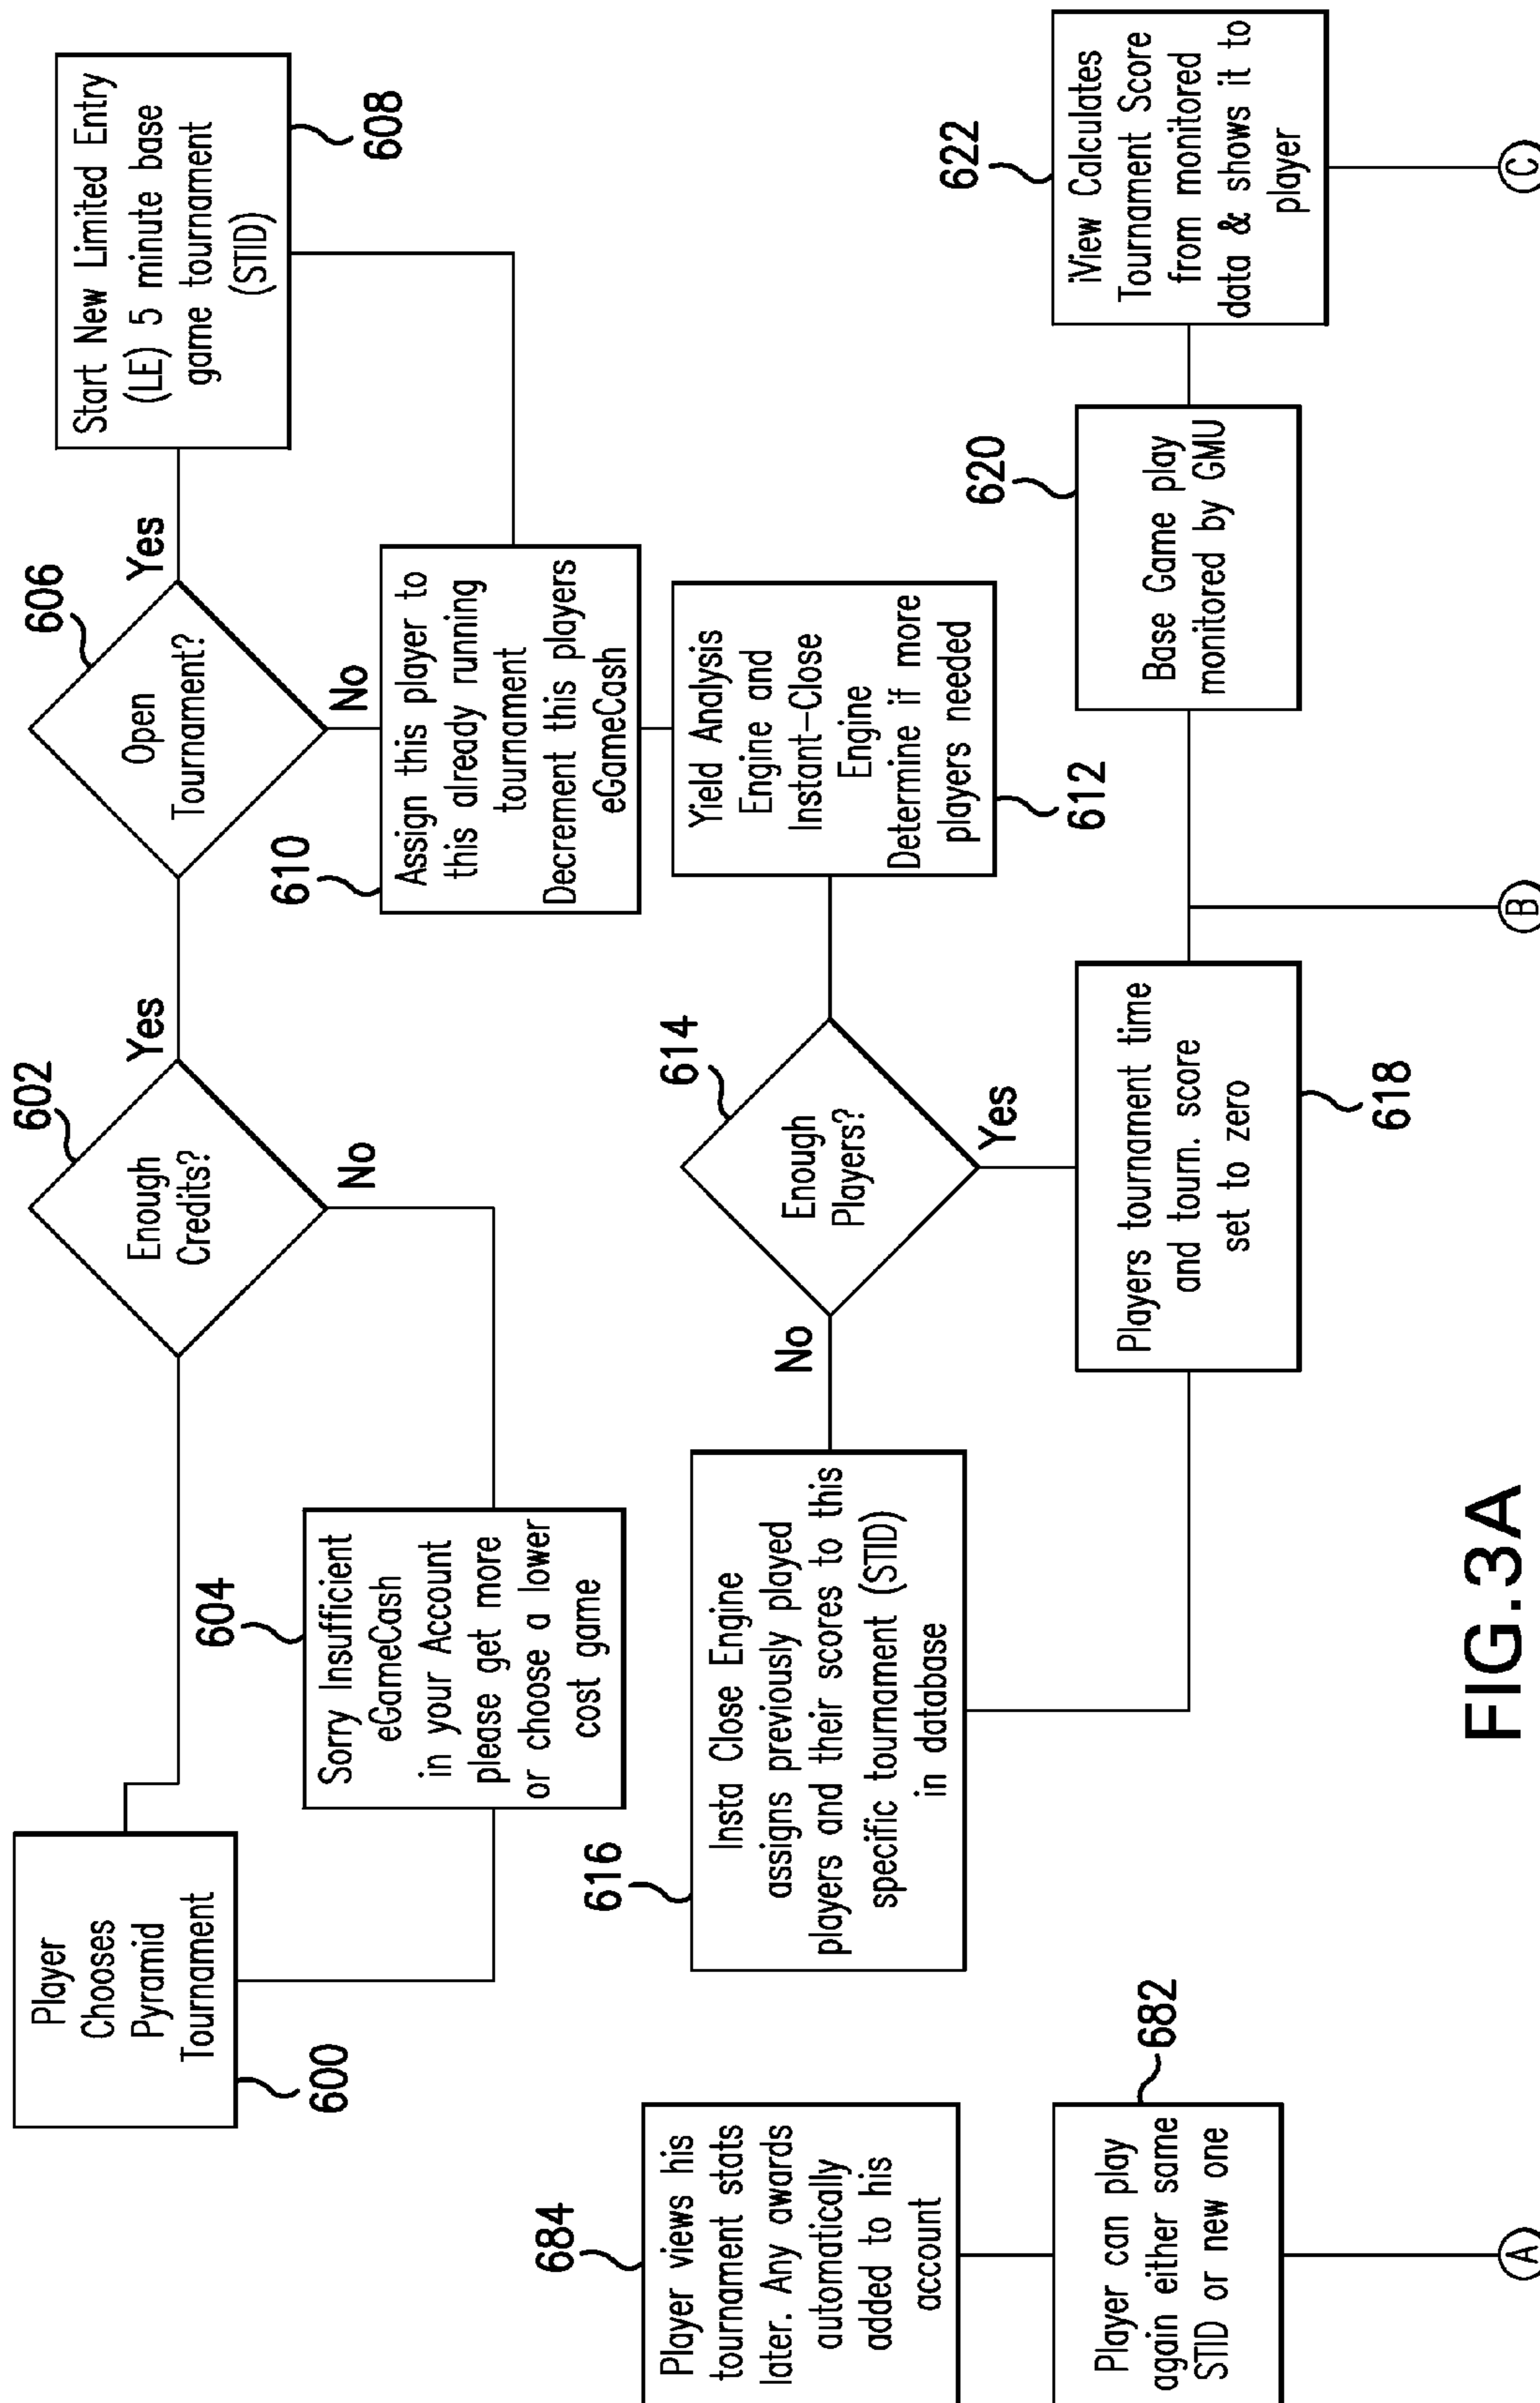 Player
Chooses
Pyramid
Tournament
600
602
Enough
Credits?
Yes
No
604
Sorry Insufficient
eGameCash
in your Account
please get more
or choose a lower
cost game
606
Open
Tournament?
Yes
No
Start New Limited Entry
(LE) 5 minute base
game tournament
(STID)
608
610
Assign this player to
this already running
tournament
Decrement this players
eGameCash
Yield Analysis
Engine and
Instant-Close
Engine
Determine if more
players needed
612
614
Enough
Players?
No
Yes
616
Insta Close Engine
assigns previously played
players and their scores to this
specific tournament (STID)
in database
Players tournament time
and tourn. score
set to zero
618
620
Base Game play
monitored by GMU
622
iView Calculates
Tournament Score
from monitored
data & shows it to
player
684
Player views his
tournament stats
later. Any awards
automatically
added to his
account
682
Player can play
again either same
STID or new one
A
B
C
FIG.3A